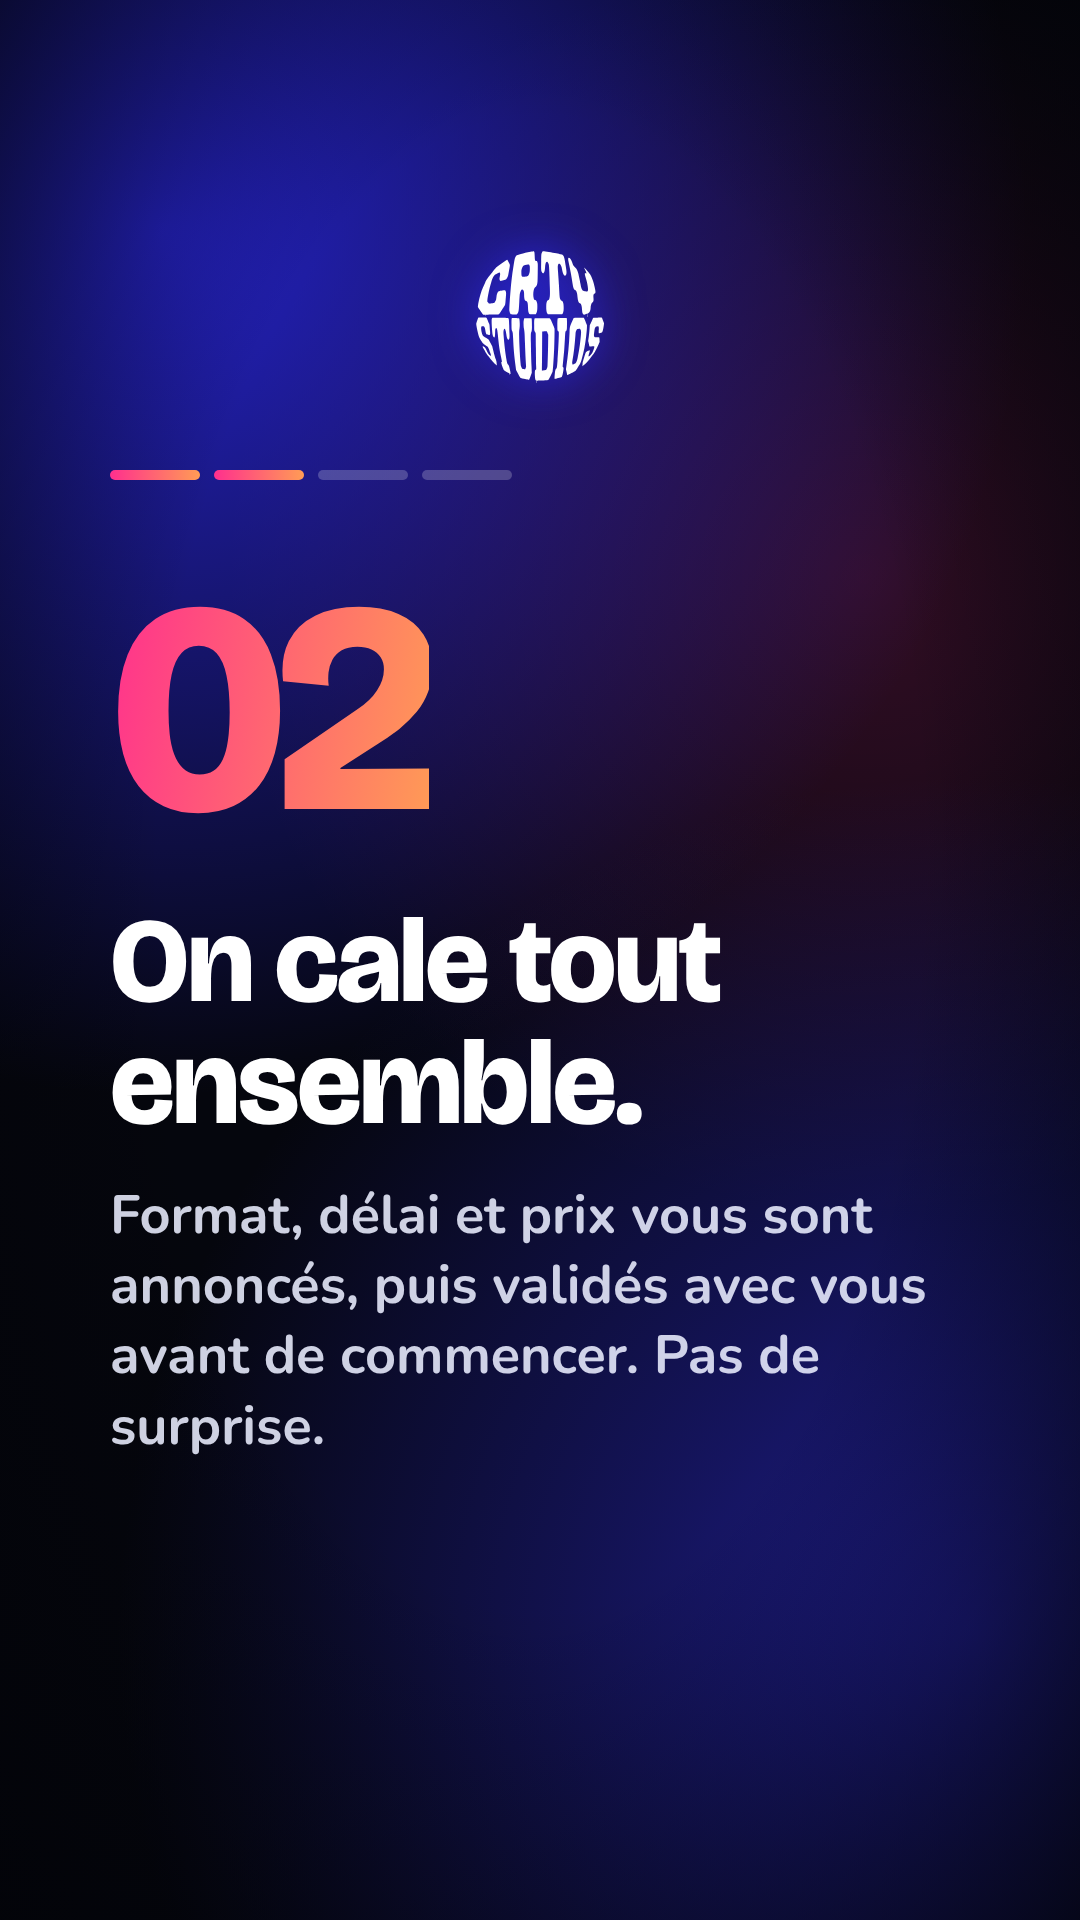 CRTV
STUDIOS
02
On cale tout
ensemble.
Format, délai et prix vous sont
annoncés, puis validés avec vous
avant de commencer. Pas de
surprise.